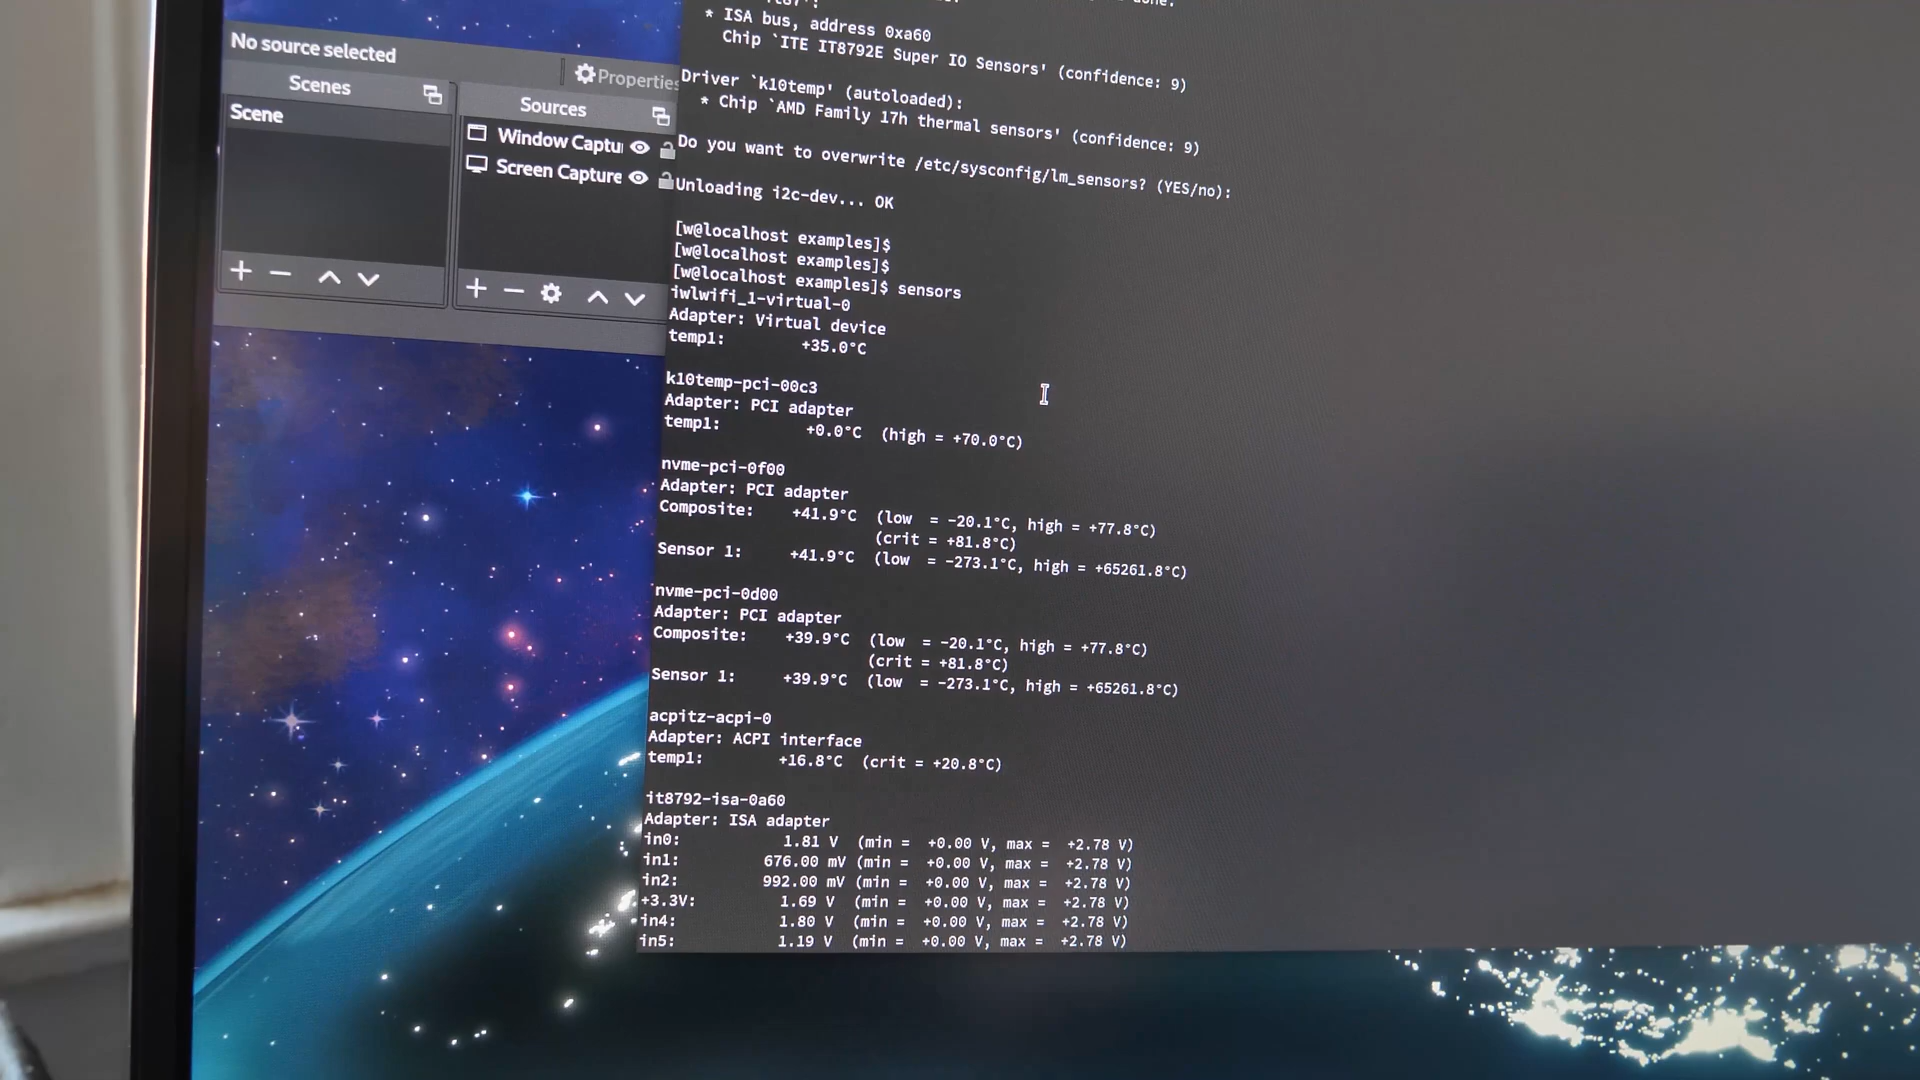 No source selected
Properties
Scenes
Scene
Sources
Window Captu
Screen Capture
done.
* ISA bus, address 0xa60
Chip `ITE IT8792E Super IO Sensors' (confidence: 9)
Driver `k10temp' (autoloaded):
* Chip `AMD Family 17h thermal sensors' (confidence: 9)
Do you want to overwrite /etc/sysconfig/lm_sensors? (YES/no):
Unloading i2c-dev... OK
[w@localhost examples]$
[w@localhost examples]$
[w@localhost examples]$ sensors
iwlwifi_1-virtual-0
Adapter: Virtual device
temp1: +35.0°C
k10temp-pci-00c3
Adapter: PCI adapter
temp1: +0.0°C (high = +70.0°C)
nvme-pci-0f00
Adapter: PCI adapter
Composite: +41.9°C (low = -20.1°C, high = +77.8°C)
(crit = +81.8°C)
Sensor 1: +41.9°C (low = -273.1°C, high = +65261.8°C)
nvme-pci-0d00
Adapter: PCI adapter
Composite: +39.9°C (low = -20.1°C, high = +77.8°C)
(crit = +81.8°C)
Sensor 1: +39.9°C (low = -273.1°C, high = +65261.8°C)
acpitz-acpi-0
Adapter: ACPI interface
temp1: +16.8°C (crit = +20.8°C)
it8792-isa-0a60
Adapter: ISA adapter
in0: 1.81 V (min = +0.00 V, max = +2.78 V)
in1: 676.00 mV (min = +0.00 V, max = +2.78 V)
in2: 992.00 mV (min = +0.00 V, max = +2.78 V)
+3.3V: 1.69 V (min = +0.00 V, max = +2.78 V)
in4: 1.80 V (min = +0.00 V, max = +2.78 V)
in5: 1.19 V (min = +0.00 V, max = +2.78 V)